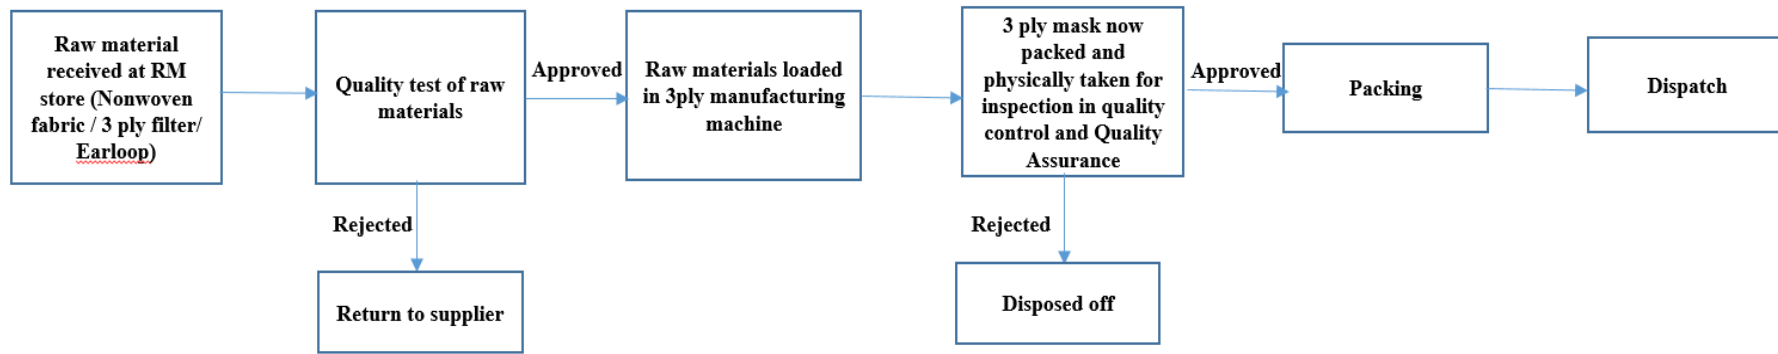 Raw material
received at RM
store (Nonwoven
fabric / 3 ply filter/
Earloop)
Quality test of raw
materials
Approved
Raw materials loaded
in 3ply manufacturing
machine
3 ply mask now
packed and
physically taken for
inspection in quality
control and Quality
Assurance
Approved
Packing
Dispatch
Rejected
Return to supplier
Rejected
Disposed off